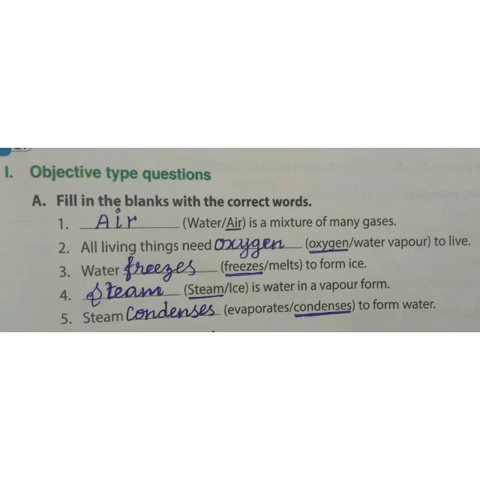 I. Objective type questions
A. Fill in the blanks with the correct words.
1. Air (Water/Air) is a mixture of many gases.
2. All living things need oxygen (oxygen/water vapour) to live.
3. Water freezes (freezes/melts) to form ice.
4. Steam (Steam/Ice) is water in a vapour form.
5. Steam Condenses (evaporates/condenses) to form water.